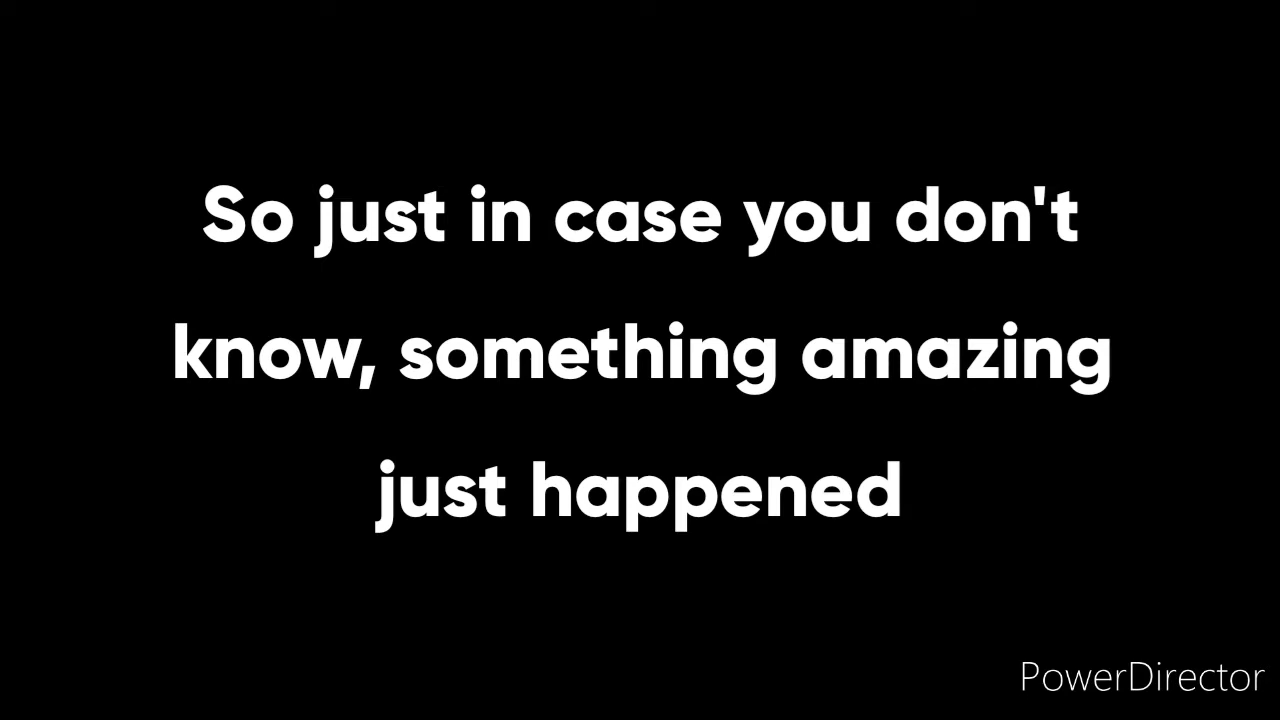 So just in case you don't
know, something amazing
just happened
PowerDirector